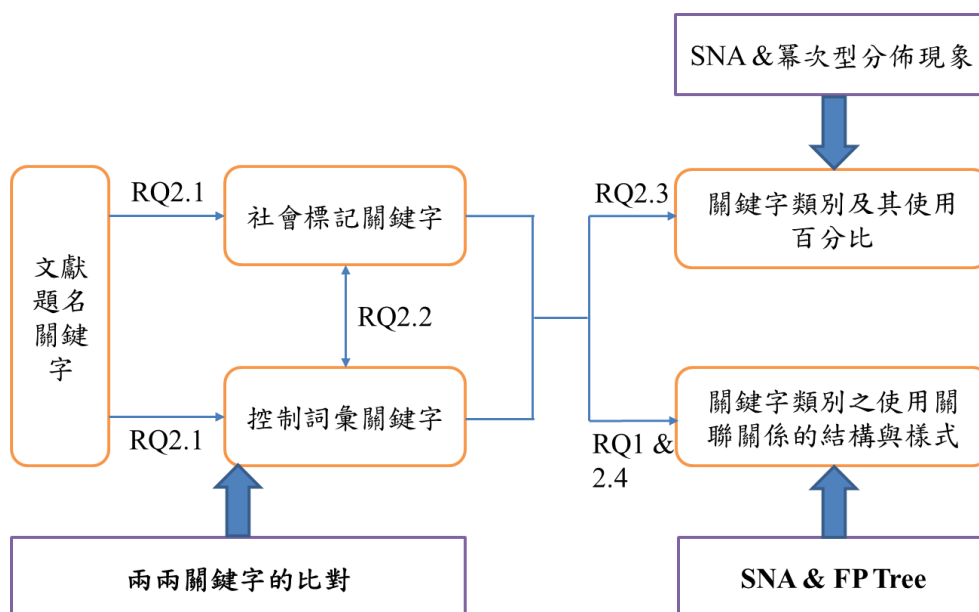 SNA &冪次型分佈現象
RQ2.1
社會標記關鍵字
RQ2.3
關鍵字類別及其使用
百分比
文獻
題名
關鍵
字
RQ2.2
RQ2.1
控制詞彙關鍵字
RQ1 &
2.4
關鍵字類別之使用關
聯關係的結構與樣式
兩兩關鍵字的比對
SNA & FP Tree